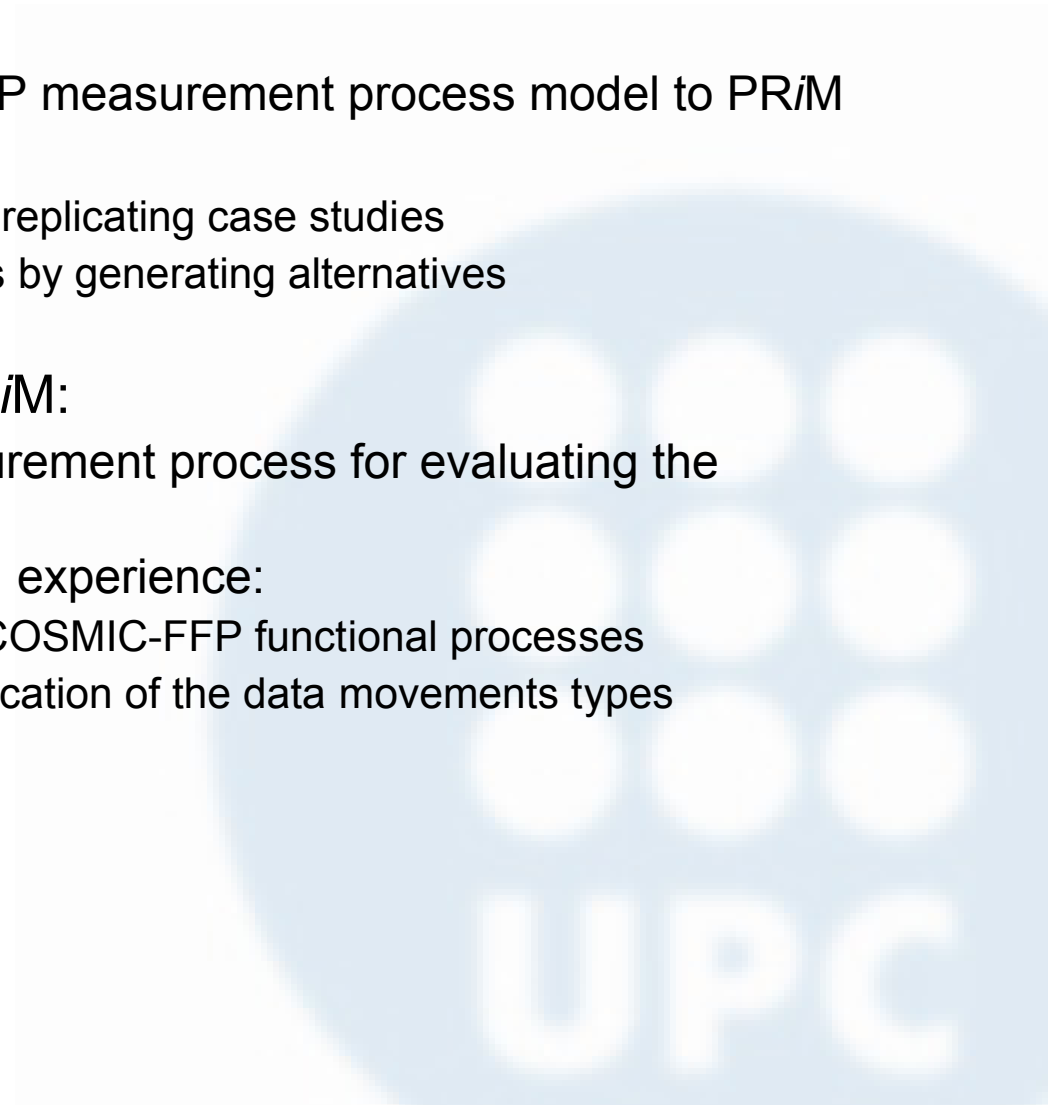 P measurement process model to PRiM
replicating case studies
s by generating alternatives
iM:
urement process for evaluating the
experience:
COSMIC-FFP functional processes
cation of the data movements types
UPC